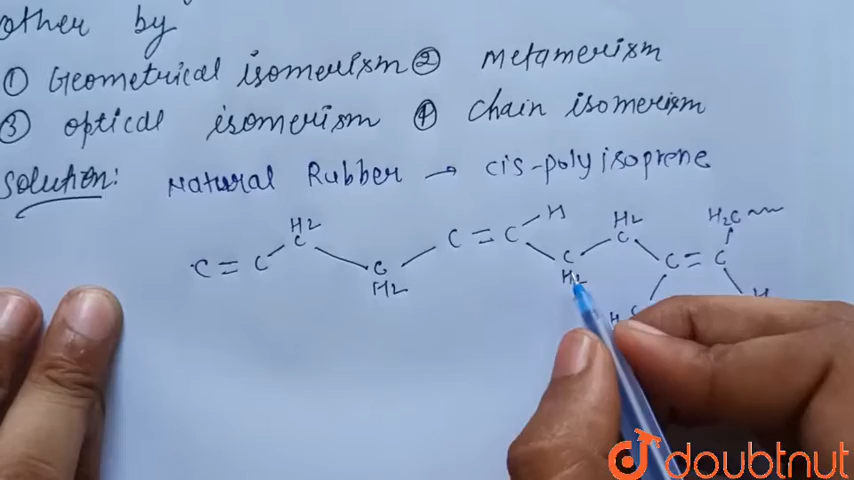 other by
① Geometrical isomerism ② metamerism
③ optical isomerism ④ chain isomerism
Solution:
Natural Rubber → cis-polyisoprene
C = C
H2
C
C
H2
C = C
H
C
H2
H2
C
C = C
H2C
H
H C
doubtnut